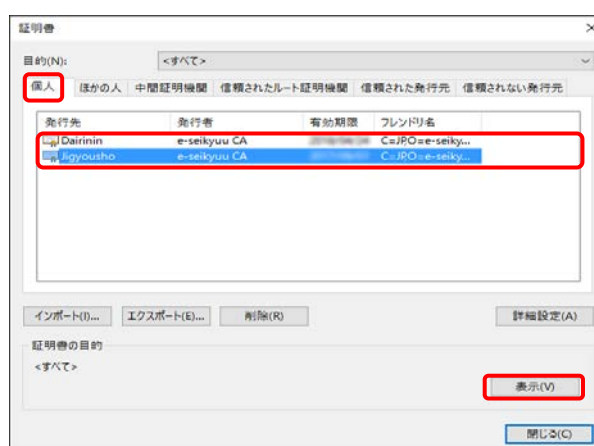 証明書
目的(N): <すべて>
個人 ほかの人 中間証明機関 信頼されたルート証明機関 信頼された発行元 信頼されない発行元
発行先 発行者 有効期限 フレンドリ名
Dairinin e-seikyuu CA C=JP,O=e-seiky...
Jigyousho e-seikyuu CA C=JP,O=e-seiky...
インポート(I)... エクスポート(E)... 削除(R) 詳細設定(A)
証明書の目的
<すべて>
表示(V)
閉じる(C)